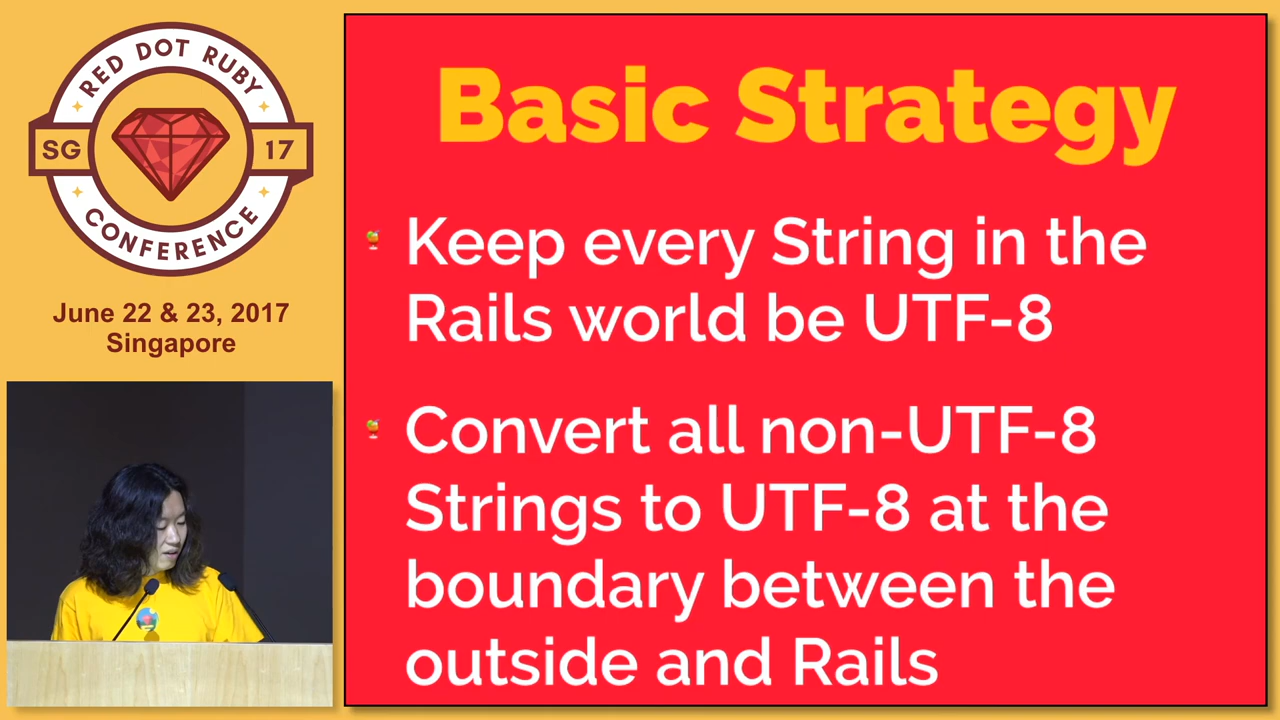 RED DOT RUBY
SG 17
CONFERENCE
June 22 & 23, 2017
Singapore
Basic Strategy
Keep every String in the
Rails world be UTF-8
Convert all non-UTF-8
Strings to UTF-8 at the
boundary between the
outside and Rails